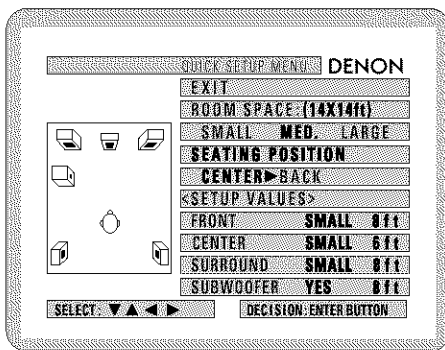 QUICK SETUP MENU DENON
EXIT
ROOM SPACE:(14X14ft)
SMALL MED. LARGE
SEATING POSITION
CENTER►BACK
<SETUP VALUES>
FRONT SMALL 8ft
CENTER SMALL 6ft
SURROUND SMALL 8ft
SUBWOOFER YES 8ft
SELECT: ▼ ▲ ◄ ► DECISION: ENTER BUTTON